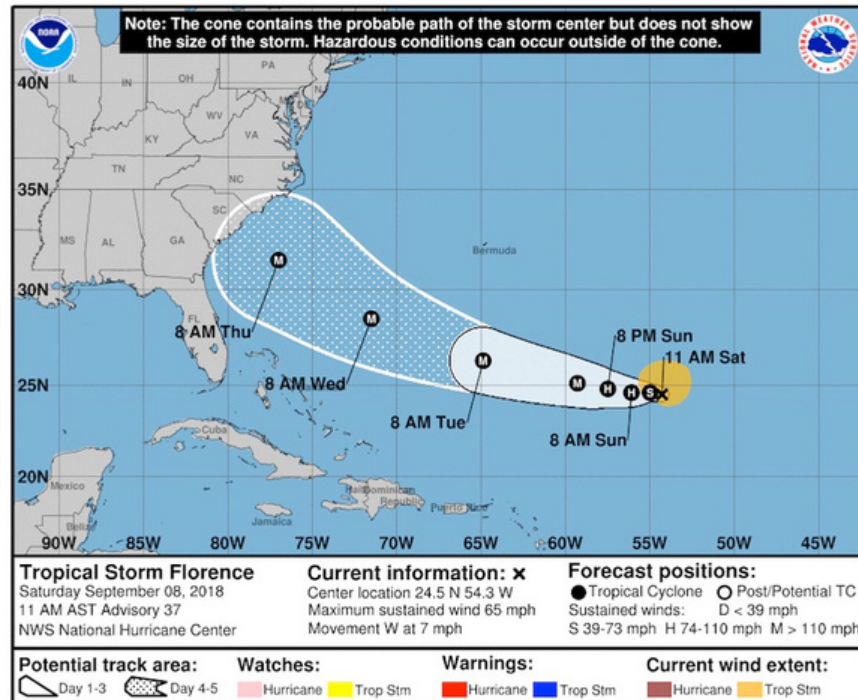 Note: The cone contains the probable path of the storm center but does not show
the size of the storm. Hazardous conditions can occur outside of the cone.
NOAA
NATIONAL WEATHER SERVICE
40N
35N
30N
25N
20N
IL
IN
OH
PA
WV
VA
KY
TN
NC
SC
MS
AL
GA
FL
Bermuda
M
M
M
M
H
H
S
8 AM Thu
8 AM Wed
8 AM Tue
8 PM Sun
11 AM Sat
8 AM Sun
Mexico
Belize
Cuba
Jamaica
Dominican
Republic
Puerto Rico
90W 85W 80W 75W 70W 65W 60W 55W 50W 45W
Tropical Storm Florence
Saturday September 08, 2018
11 AM AST Advisory 37
NWS National Hurricane Center
Current information: ×
Center location 24.5 N 54.3 W
Maximum sustained wind 65 mph
Movement W at 7 mph
Forecast positions:
● Tropical Cyclone ○ Post/Potential TC
Sustained winds: D < 39 mph
S 39-73 mph H 74-110 mph M > 110 mph
Potential track area:
Day 1-3 Day 4-5
Watches:
Hurricane Trop Stm
Warnings:
Hurricane Trop Stm
Current wind extent:
Hurricane Trop Stm